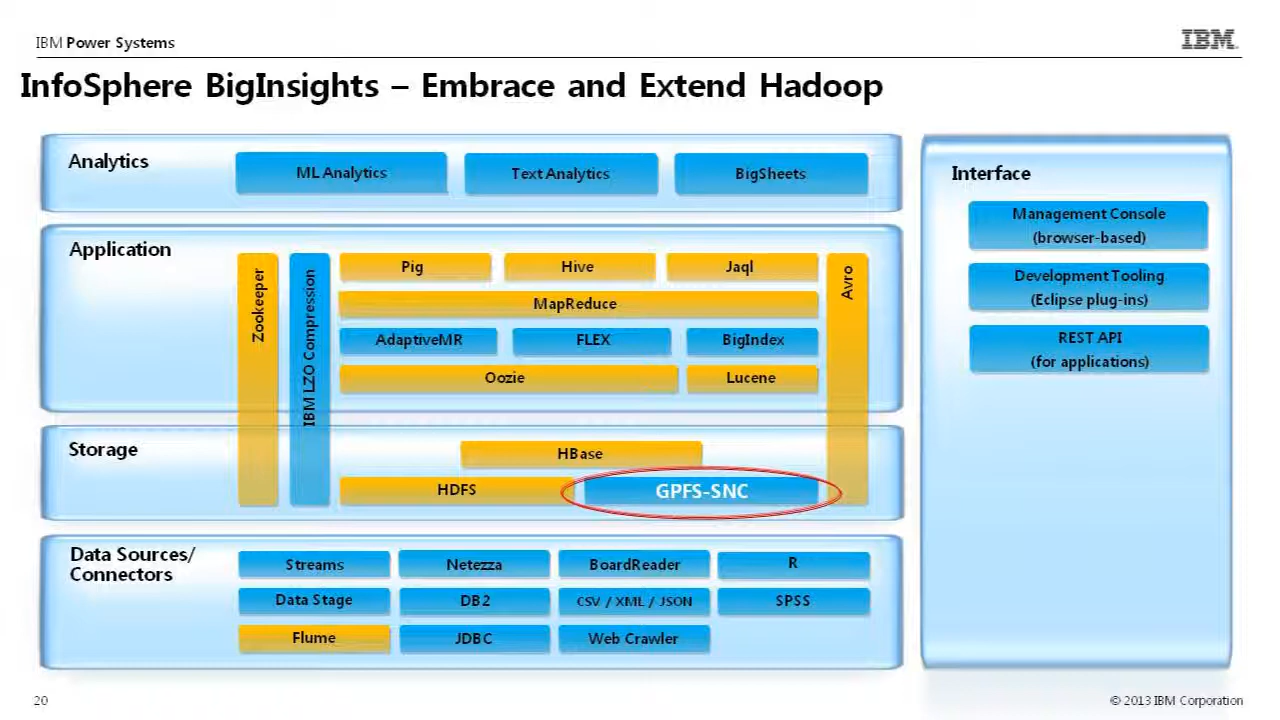 IBM Power Systems
IBM
InfoSphere BigInsights – Embrace and Extend Hadoop
Analytics
ML Analytics
Text Analytics
BigSheets
Application
Zookeeper
IBM LZO Compression
Pig
Hive
Jaql
Avro
MapReduce
AdaptiveMR
FLEX
BigIndex
Oozie
Lucene
Storage
HBase
HDFS
GPFS-SNC
Data Sources/
Connectors
Streams
Netezza
BoardReader
R
Data Stage
DB2
CSV / XML / JSON
SPSS
Flume
JDBC
Web Crawler
Interface
Management Console
(browser-based)
Development Tooling
(Eclipse plug-ins)
REST API
(for applications)
20
© 2013 IBM Corporation